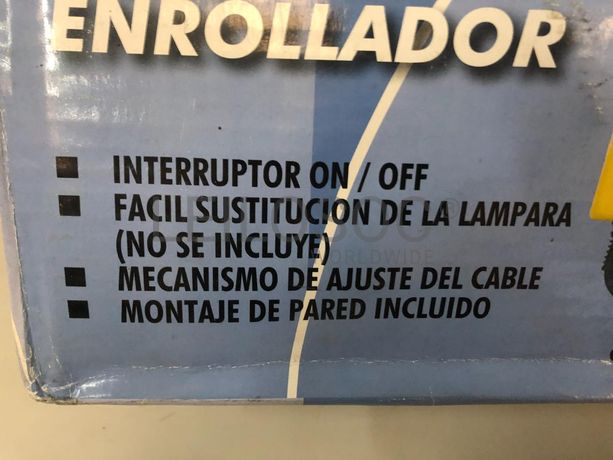 ENROLLADOR
■ INTERRUPTOR ON / OFF
■ FACIL SUSTITUCION DE LA LAMPARA
(NO SE INCLUYE)
■ MECANISMO DE AJUSTE DEL CABLE
■ MONTAJE DE PARED INCLUIDO
WORLDWIDE